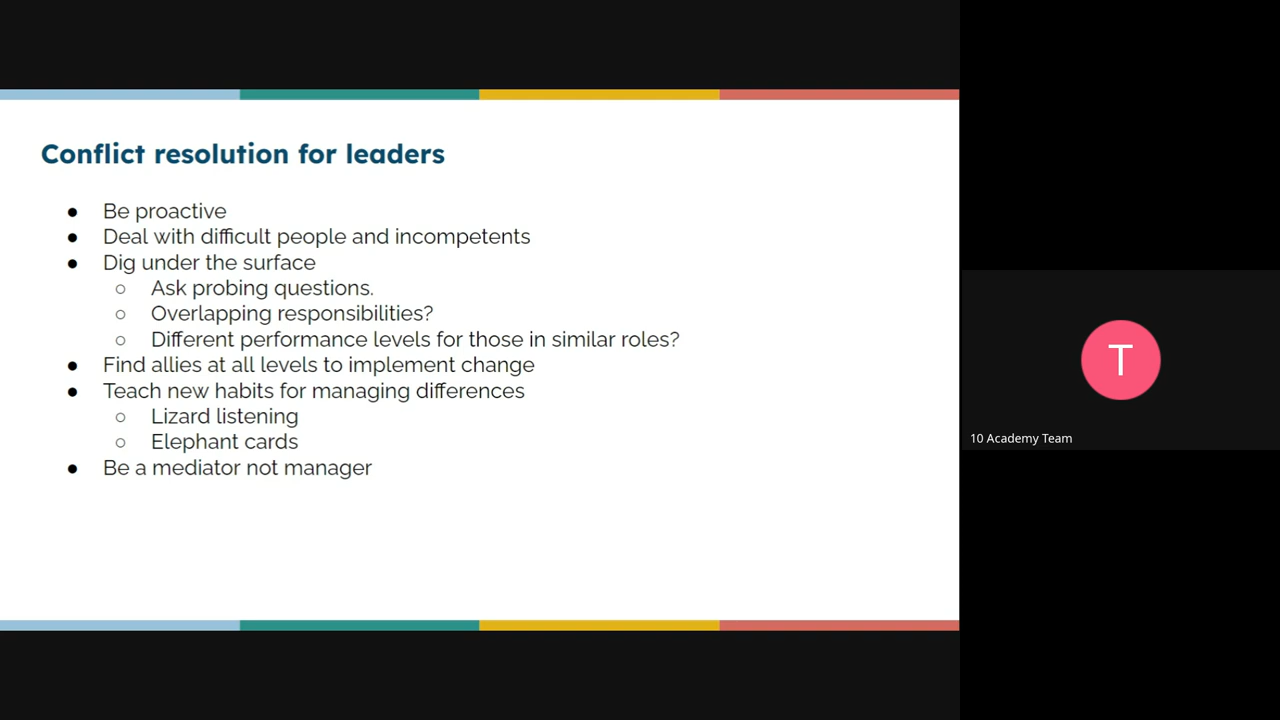 Conflict resolution for leaders
● Be proactive
● Deal with difficult people and incompetents
● Dig under the surface
○ Ask probing questions.
○ Overlapping responsibilities?
○ Different performance levels for those in similar roles?
● Find allies at all levels to implement change
● Teach new habits for managing differences
○ Lizard listening
○ Elephant cards
● Be a mediator not manager
T
10 Academy Team